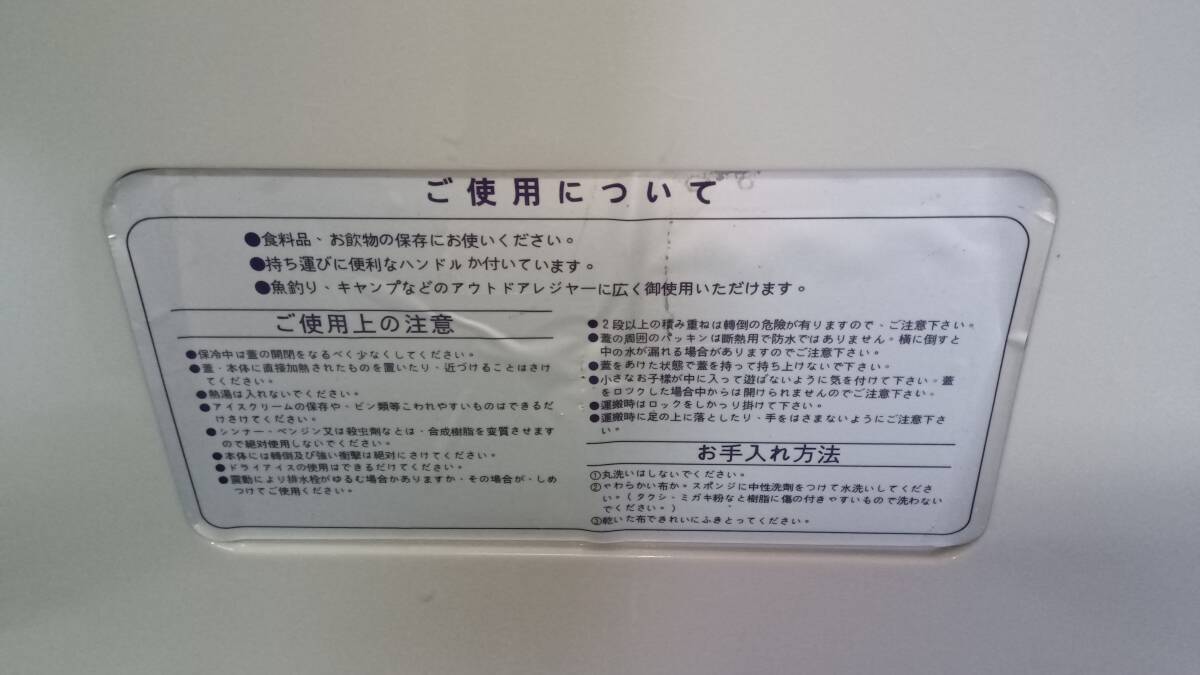 ご使用について
●食料品、お飲物の保存にお使いください。
●持ち運びに便利なハンドルか付いています。
●魚釣り、キャンプなどのアウトドアレジャーに広く御使用いただけます。
ご使用上の注意
●保冷中は蓋の開閉をなるべく少なくしてください。
●蓋・本体に直接加熱されたものを置いたり、近づけることはさけ
てください。
●熱湯は入れないでください。
●アイスクリームの保存や、ビン類等こわれやすいものはできるだ
けさけてください。
●シンナー・ベンジン又は殺虫劑なとは、合成樹脂を変質させます
ので絶対使用しないでください。
●本体には轉倒及び強い衝撃は絶対にさけてください。
●ドライアイスの使用はできるだけてください。
●震動により排水栓がゆるむ場合かありますか・その場合が、しめ
つけてご使用ください。
●2段以上の積み重ねは轉倒の危險が有りますので、ご注意下さい。
●蓋の周囲のパッキンは断熱用で防水ではありません。横に倒すと
中の水が漏れる場合がありますのでご注意下さい。
●蓋をあけた状態で蓋を持って持ち上けないで下さい。
●小さなお子様が中に入って遊ばないように気を付けて下さい。蓋
をロツクした場合中からは開けられませんのでご注意下さい。
●運搬時はロックをしかっり掛けて下さい。
●運搬時に足の上に落としたり、手をはさまないようにご注意下さ
い。
お手入れ方法
①丸洗いはしないでください。
②やわらかい布か。スポンジに中性洗劑をつけて水洗いしてくださ
い。(タクシ・ミガキ粉なと樹脂に傷の付きやすいもので洗わない
でください。)
③乾いた布できれいにふきとってください。